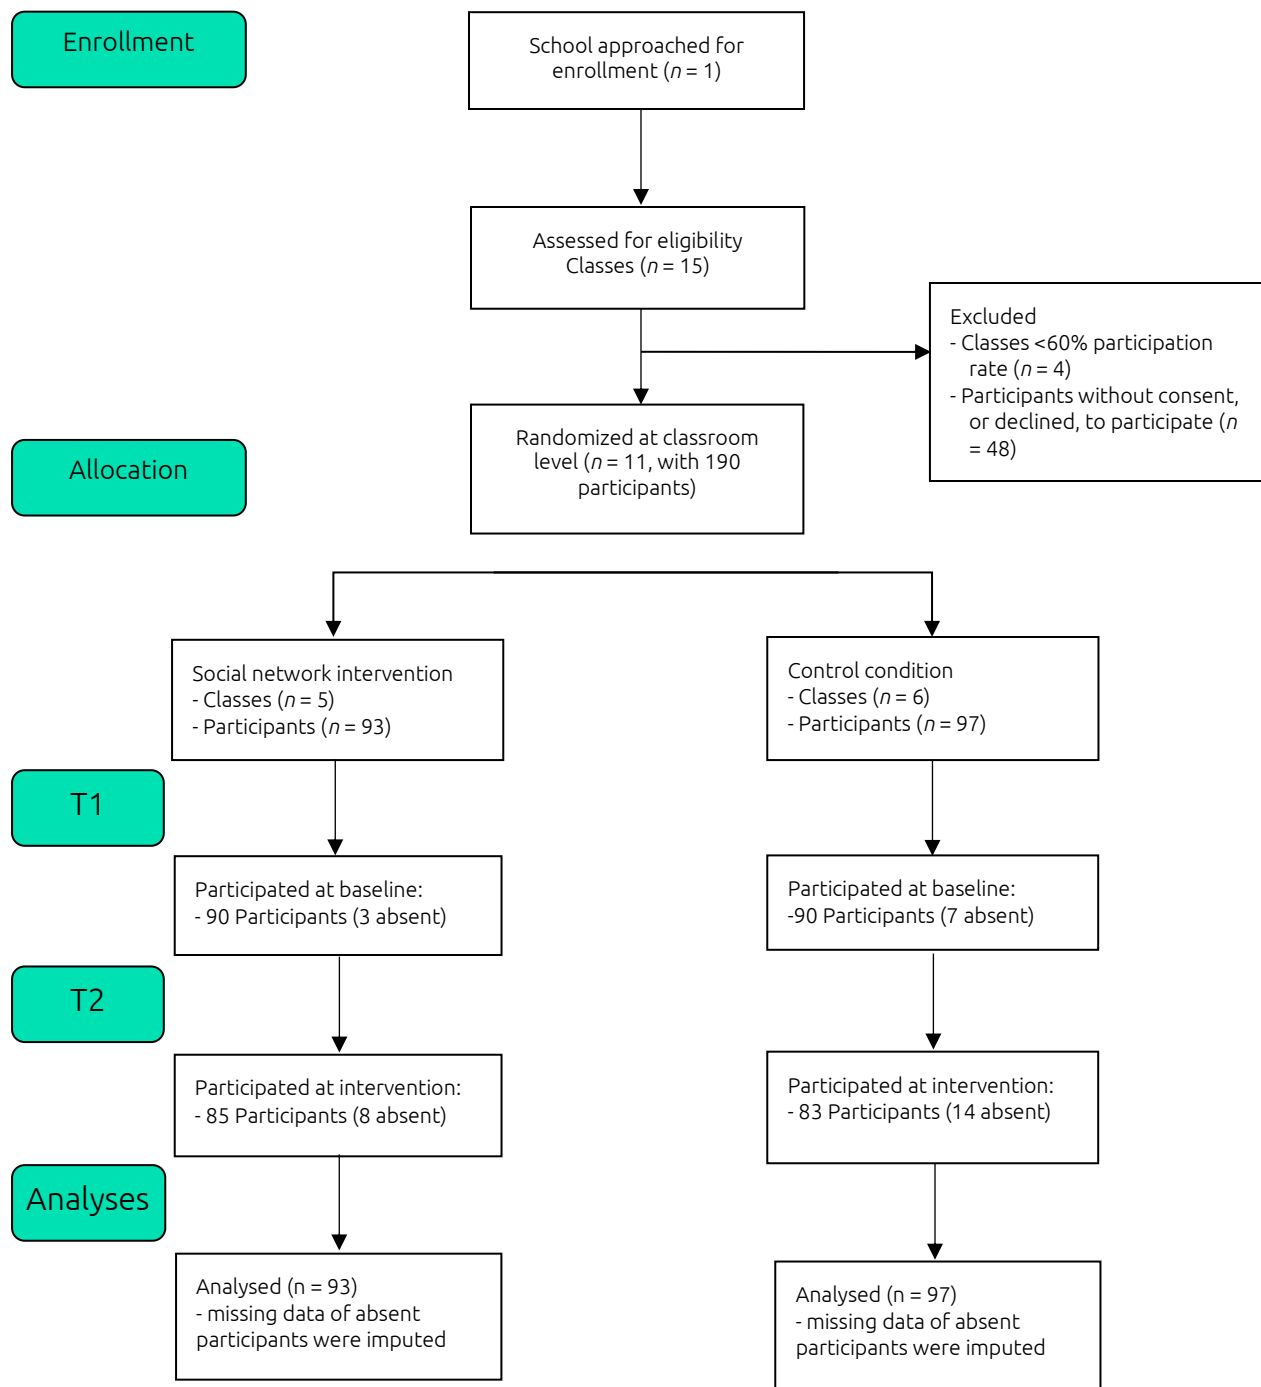 Enrollment
School approached for
enrollment (n = 1)
Assessed for eligibility
Classes (n = 15)
Excluded
- Classes <60% participation
rate (n = 4)
- Participants without consent,
or declined, to participate (n
= 48)
Allocation
Randomized at classroom
level (n = 11, with 190
participants)
Social network intervention
- Classes (n = 5)
- Participants (n = 93)
Control condition
- Classes (n = 6)
- Participants (n = 97)
T1
Participated at baseline:
- 90 Participants (3 absent)
Participated at baseline:
-90 Participants (7 absent)
T2
Participated at intervention:
- 85 Participants (8 absent)
Participated at intervention:
- 83 Participants (14 absent)
Analyses
Analysed (n = 93)
- missing data of absent
participants were imputed
Analysed (n = 97)
- missing data of absent
participants were imputed